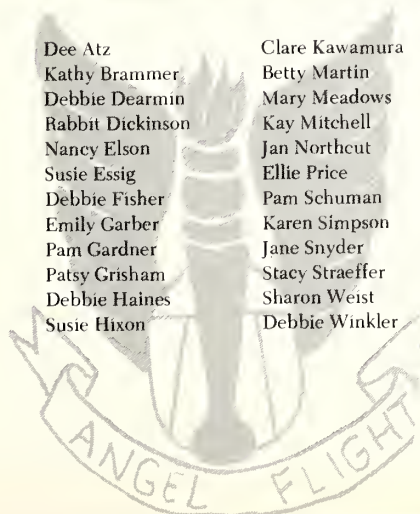 Dee Atz
Kathy Brammer
Debbie Dearmin
Rabbit Dickinson
Nancy Elson
Susie Essig
Debbie Fisher
Emily Garber
Pam Gardner
Patsy Grisham
Debbie Haines
Susie Hixon
Clare Kawamura
Betty Martin
Mary Meadows
Kay Mitchell
Jan Northcut
Ellie Price
Pam Schuman
Karen Simpson
Jane Snyder
Stacy Straeffer
Sharon Weist
Debbie Winkler
ANGEL FLIGHT